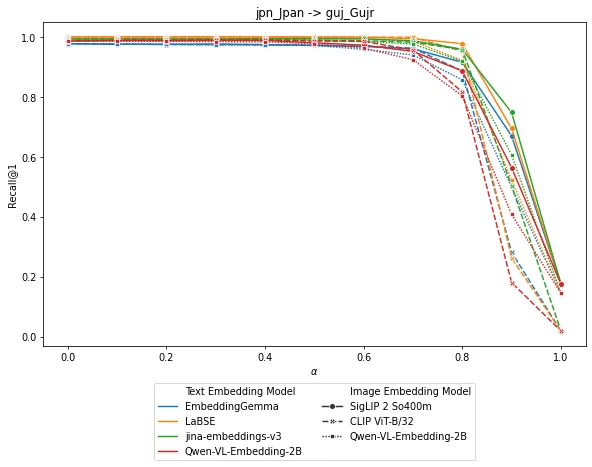 jpn_Jpan -> guj_Gujr
Recall@1
1.0
0.8
0.6
0.4
0.2
0.0
0.0 0.2 0.4 0.6 0.8 1.0
α
Text Embedding Model
EmbeddingGemma
LaBSE
jina-embeddings-v3
Qwen-VL-Embedding-2B
Image Embedding Model
SigLIP 2 So400m
CLIP ViT-B/32
Qwen-VL-Embedding-2B